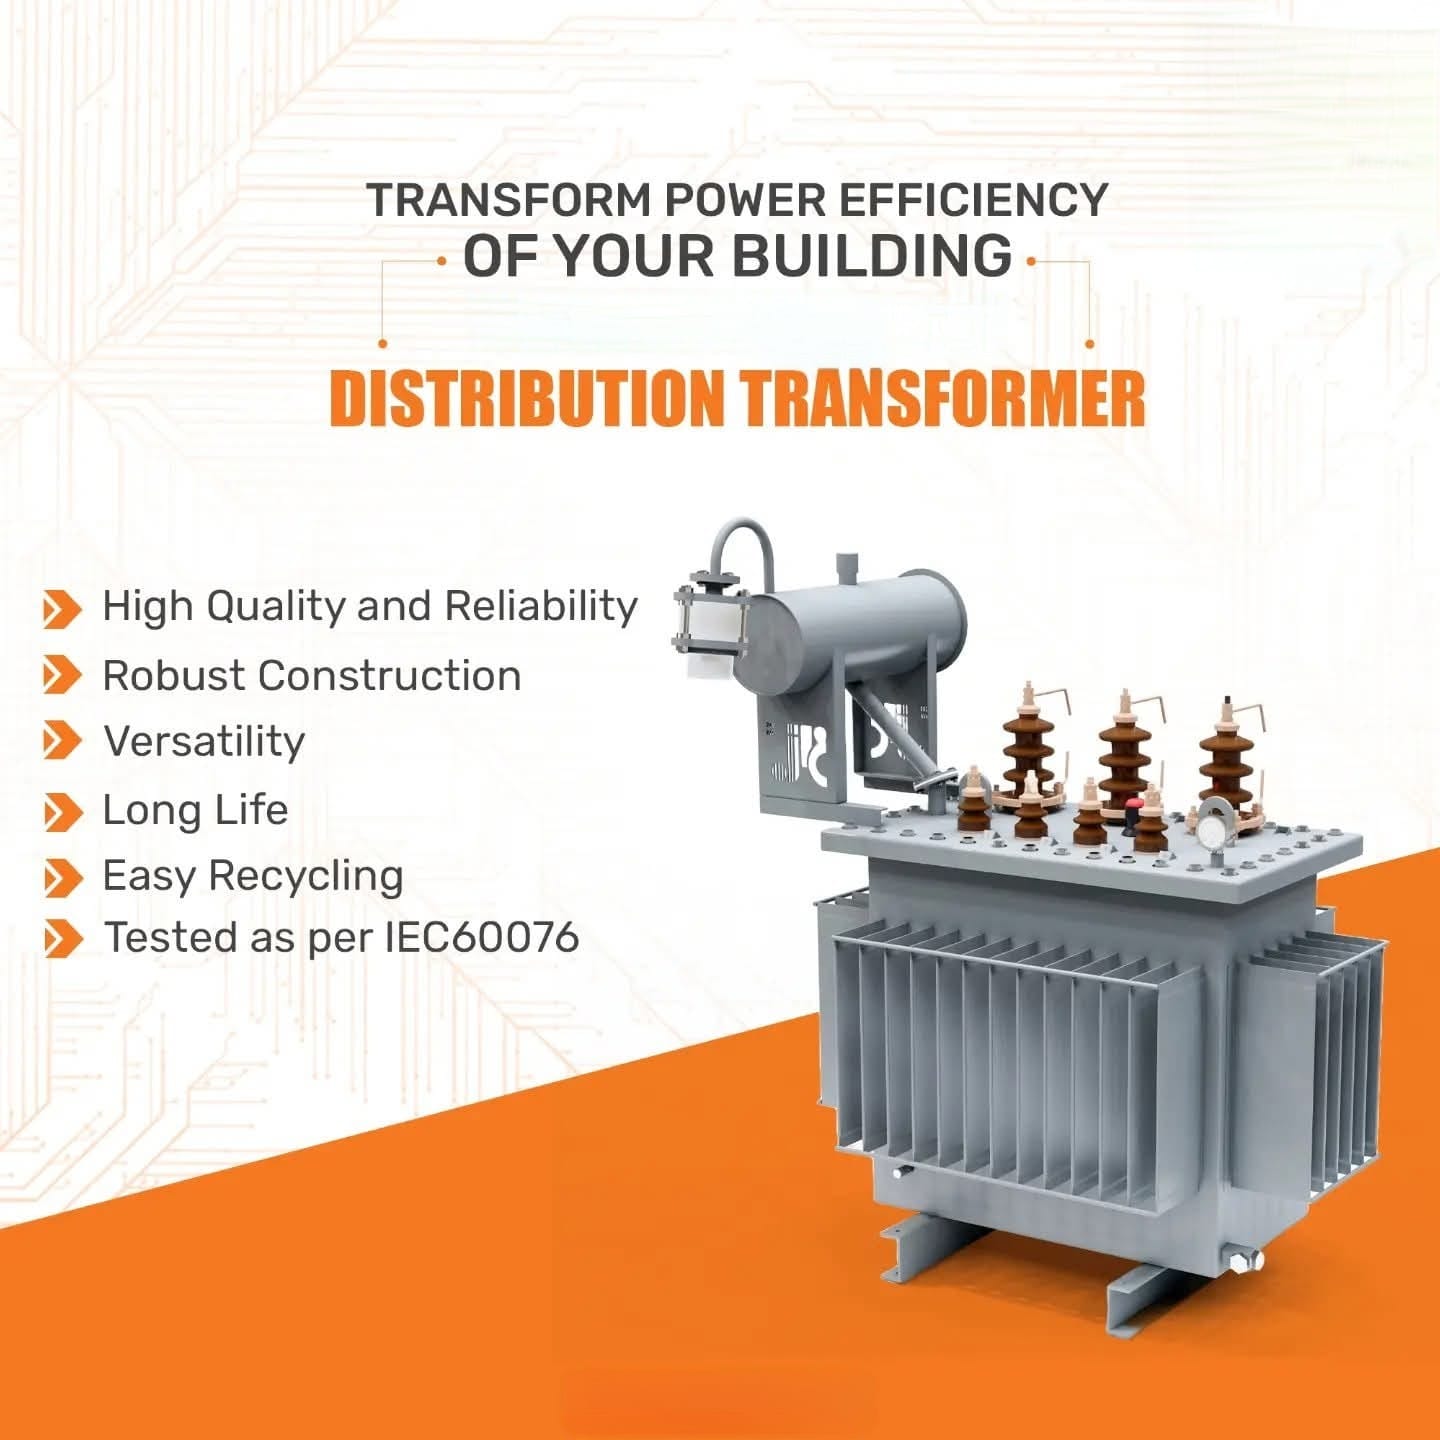 TRANSFORM POWER EFFICIENCY
OF YOUR BUILDING
DISTRIBUTION TRANSFORMER
High Quality and Reliability
Robust Construction
Versatility
Long Life
Easy Recycling
Tested as per IEC60076